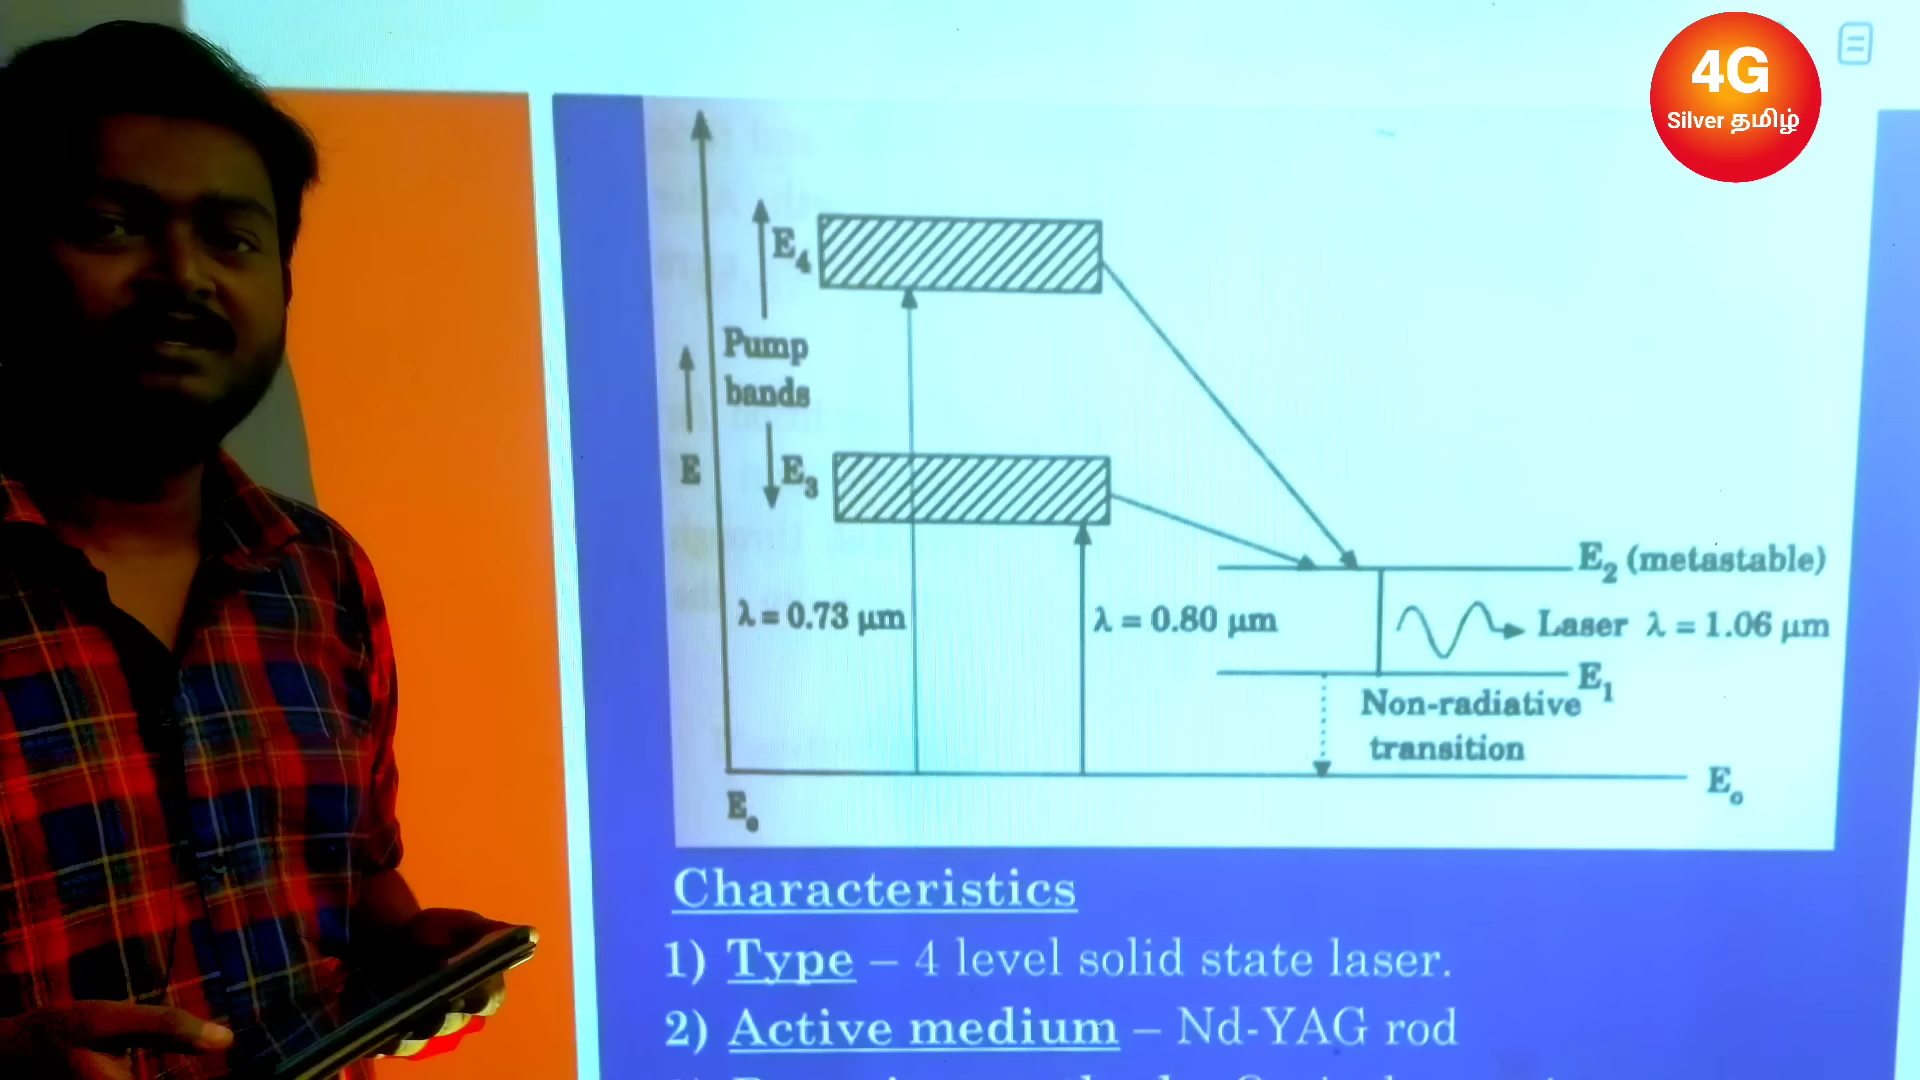 4G
Silver தமிழ்
E₄
Pump
bands
E
E₃
E₂ (metastable)
λ = 0.73 µm
λ = 0.80 µm
Laser λ = 1.06 µm
E₁
Non-radiative
transition
E₀
E₀
Characteristics
1) Type – 4 level solid state laser.
2) Active medium – Nd-YAG rod